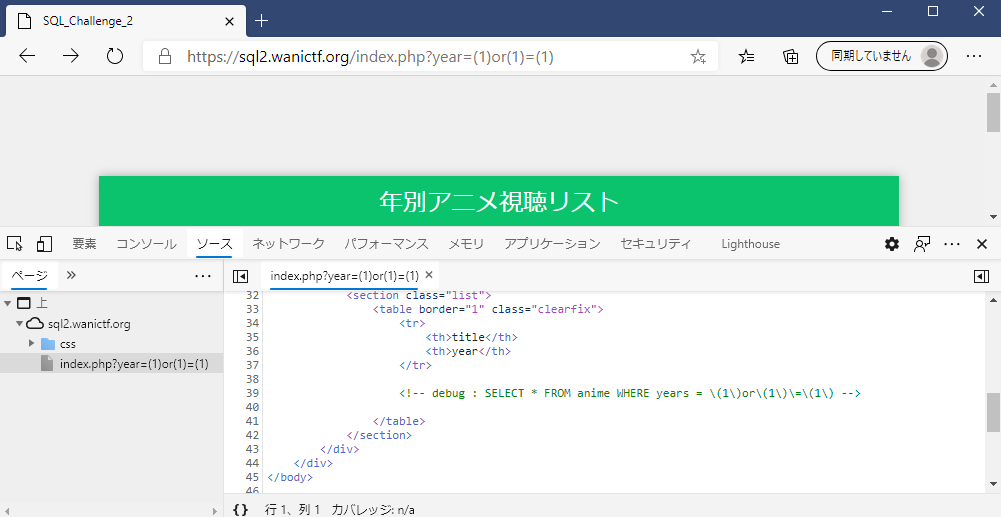 SQL_Challenge_2
https://sql2.wanictf.org/index.php?year=(1)or(1)=(1)
同期していません
年別アニメ視聴リスト
要素 コンソール ソース ネットワーク パフォーマンス メモリ アプリケーション セキュリティ Lighthouse
ページ
index.php?year=(1)or(1)=(1)
上
sql2.wanictf.org
css
index.php?year=(1)or(1)=(1)
32 <section class="list">
33 <table border="1" class="clearfix">
34 <tr>
35 <th>title</th>
36 <th>year</th>
37 </tr>
38
39 <!-- debug : SELECT * FROM anime WHERE years = \(1\)or\(1\)\=\(1\) -->
40
41 </table>
42 </section>
43 </div>
44 </div>
45 </body>
46
{} 行 1、列 1 カバレッジ: n/a